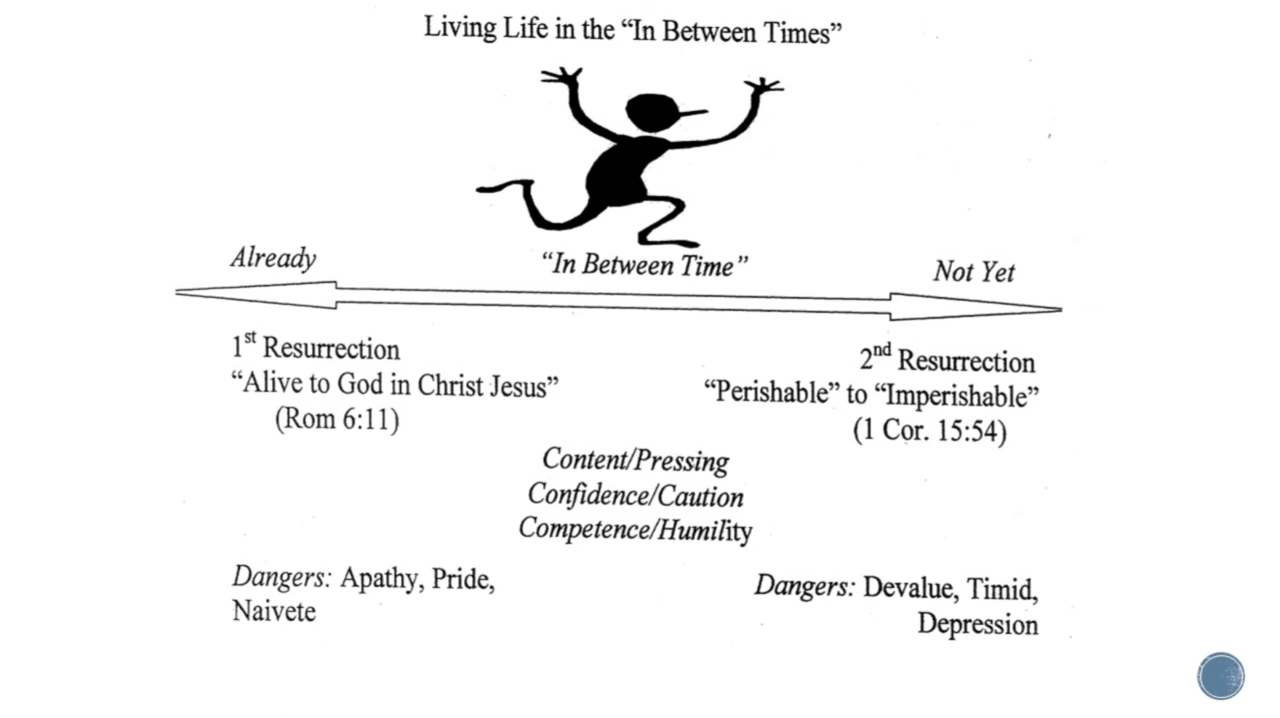 Living Life in the “In Between Times”
Already
“In Between Time”
Not Yet
1st Resurrection
“Alive to God in Christ Jesus”
(Rom 6:11)
2nd Resurrection
“Perishable” to “Imperishable”
(1 Cor. 15:54)
Content/Pressing
Confidence/Caution
Competence/Humility
Dangers: Apathy, Pride,
Naivete
Dangers: Devalue, Timid,
Depression